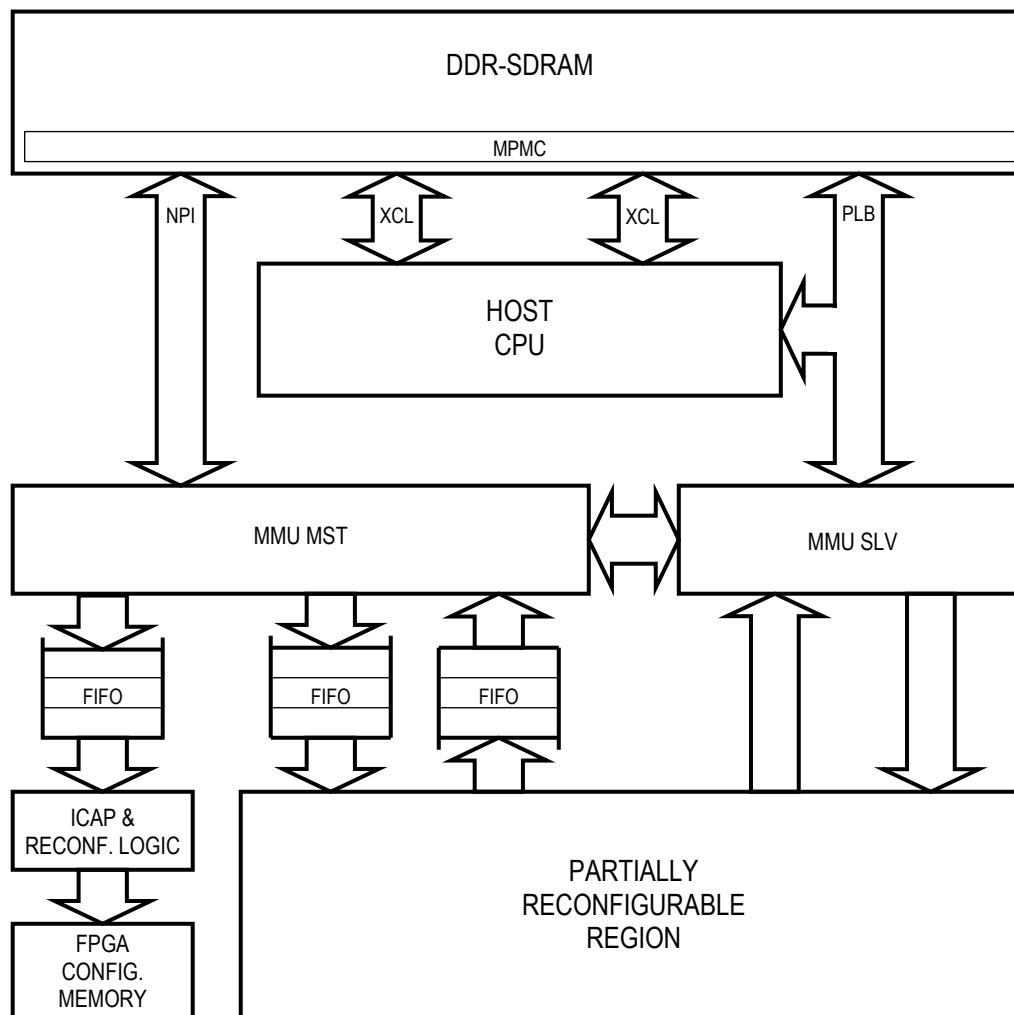 DDR-SDRAM
MPMC
NPI
XCL
XCL
PLB
HOST
CPU
MMU MST
MMU SLV
FIFO
FIFO
FIFO
ICAP &
RECONF. LOGIC
PARTIALLY
RECONFIGURABLE
REGION
FPGA
CONFIG.
MEMORY